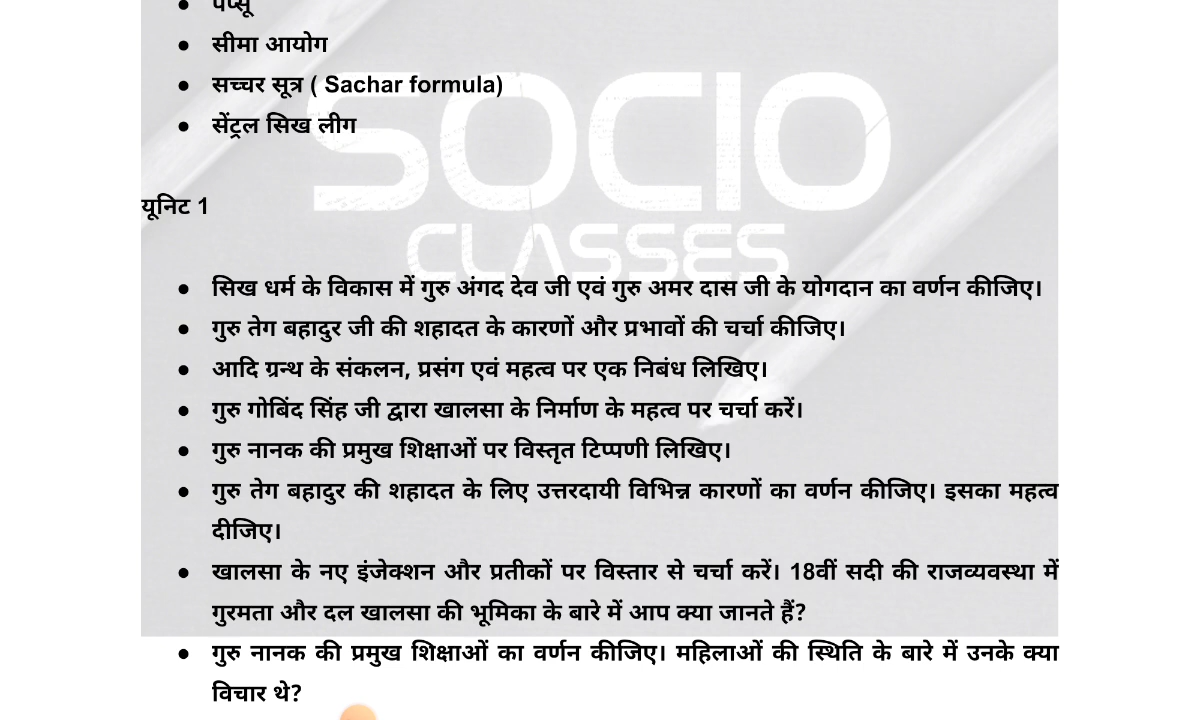 पेप्सू
सीमा आयोग
सच्चर सूत्र ( Sachar formula)
सेंट्रल सिख लीग
SOCIO
CLASSES
यूनिट 1
सिख धर्म के विकास में गुरु अंगद देव जी एवं गुरु अमर दास जी के योगदान का वर्णन कीजिए।
गुरु तेग बहादुर जी की शहादत के कारणों और प्रभावों की चर्चा कीजिए।
आदि ग्रन्थ के संकलन, प्रसंग एवं महत्व पर एक निबंध लिखिए।
गुरु गोबिंद सिंह जी द्वारा खालसा के निर्माण के महत्व पर चर्चा करें।
गुरु नानक की प्रमुख शिक्षाओं पर विस्तृत टिप्पणी लिखिए।
गुरु तेग बहादुर की शहादत के लिए उत्तरदायी विभिन्न कारणों का वर्णन कीजिए। इसका महत्व
दीजिए।
खालसा के नए इंजेक्शन और प्रतीकों पर विस्तार से चर्चा करें। 18वीं सदी की राजव्यवस्था में
गुरमता और दल खालसा की भूमिका के बारे में आप क्या जानते हैं?
गुरु नानक की प्रमुख शिक्षाओं का वर्णन कीजिए। महिलाओं की स्थिति के बारे में उनके क्या
विचार थे?